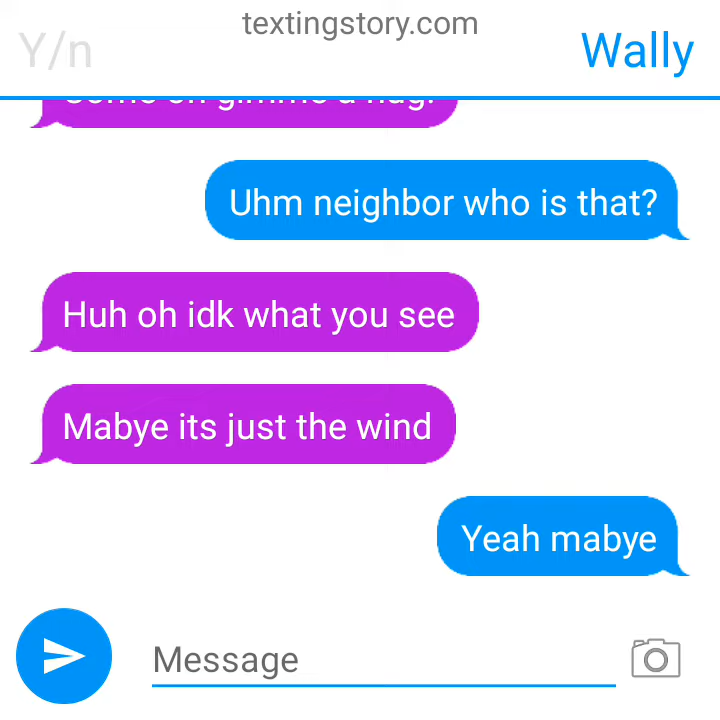 textingstory.com
Y/n
Wally
Uhm neighbor who is that?
Huh oh idk what you see
Mabye its just the wind
Yeah mabye
Message